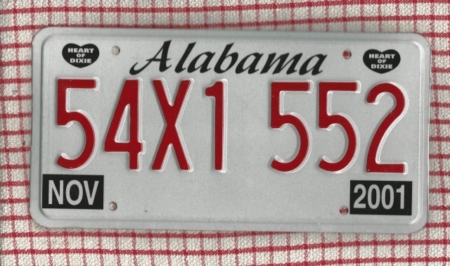 HEART
OF
DIXIE
Alabama
HEART
OF
DIXIE
54X1 552
NOV
2001